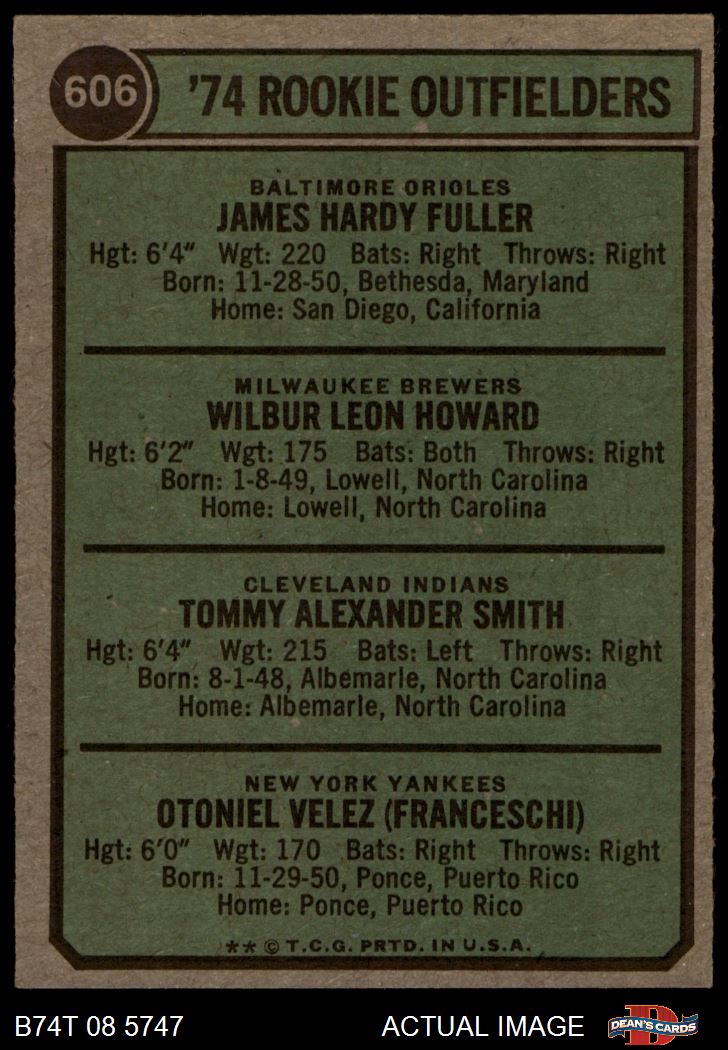 606
'74 ROOKIE OUTFIELDERS
BALTIMORE ORIOLES
JAMES HARDY FULLER
Hgt: 6'4" Wgt: 220 Bats: Right Throws: Right
Born: 11-28-50, Bethesda, Maryland
Home: San Diego, California
MILWAUKEE BREWERS
WILBUR LEON HOWARD
Hgt: 6'2" Wgt: 175 Bats: Both Throws: Right
Born: 1-8-49, Lowell, North Carolina
Home: Lowell, North Carolina
CLEVELAND INDIANS
TOMMY ALEXANDER SMITH
Hgt: 6'4" Wgt: 215 Bats: Left Throws: Right
Born: 8-1-48, Albemarle, North Carolina
Home: Albemarle, North Carolina
NEW YORK YANKEES
OTONIEL VELEZ (FRANCESCHI)
Hgt: 6'0" Wgt: 170 Bats: Right Throws: Right
Born: 11-29-50, Ponce, Puerto Rico
Home: Ponce, Puerto Rico
** © T.C.G. PRTD. IN U.S.A.
B74T 08 5747 ACTUAL IMAGE D DEAN'S CARDS